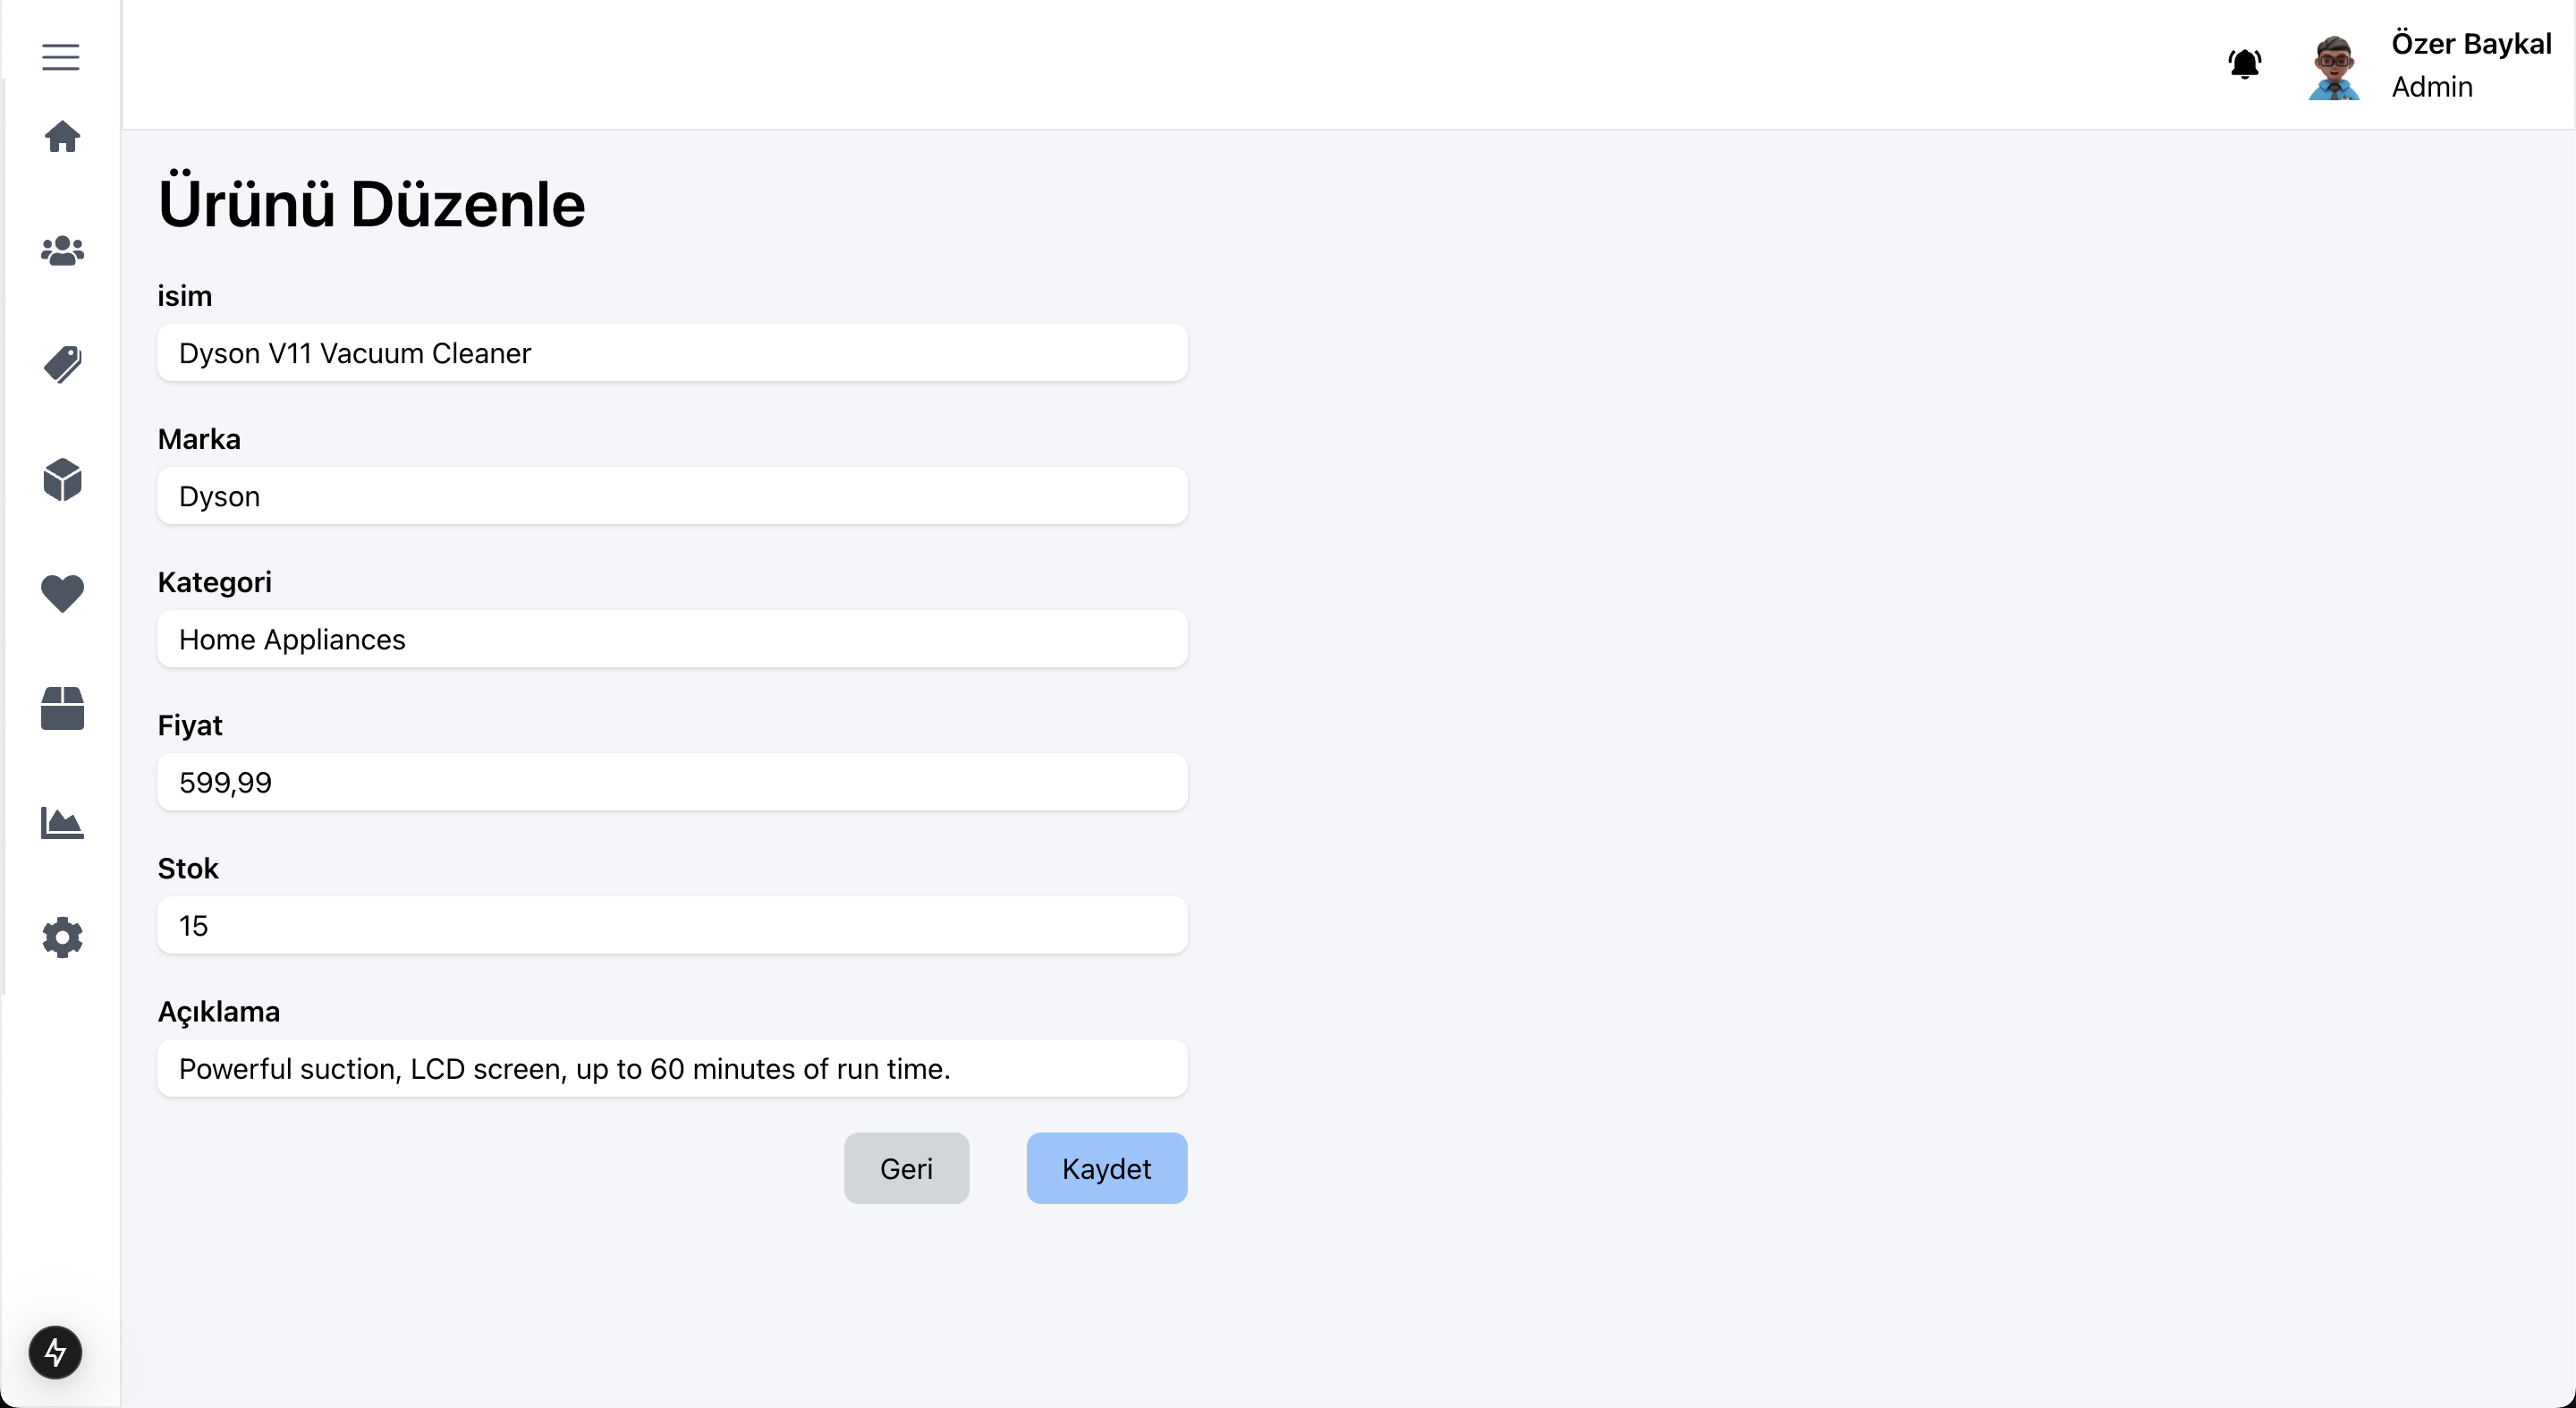 Özer Baykal
Admin
Ürünü Düzenle
isim
Dyson V11 Vacuum Cleaner
Marka
Dyson
Kategori
Home Appliances
Fiyat
599,99
Stok
15
Açıklama
Powerful suction, LCD screen, up to 60 minutes of run time.
Geri
Kaydet